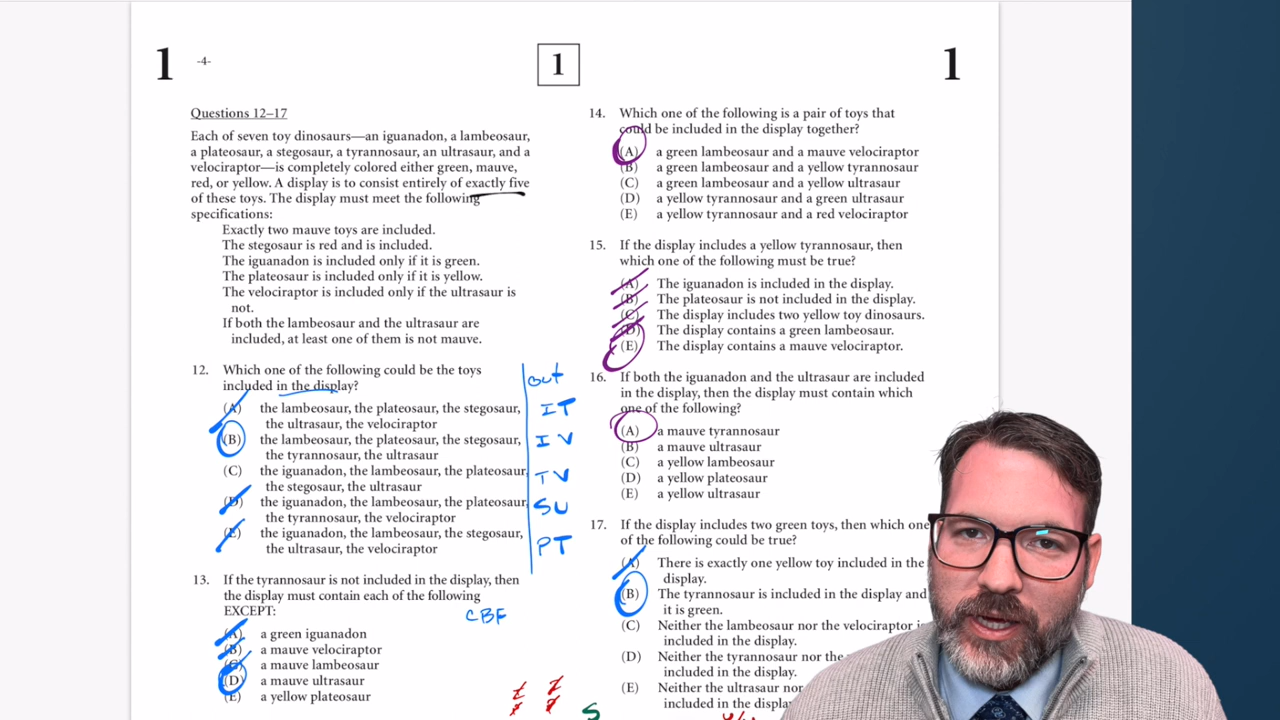 1 -4- 1 1
Questions 12–17
Each of seven toy dinosaurs—an iguanadon, a lambeosaur,
a plateosaur, a stegosaur, a tyrannosaur, an ultrasaur, and a
velociraptor—is completely colored either green, mauve,
red, or yellow. A display is to consist entirely of exactly five
of these toys. The display must meet the following
specifications:
Exactly two mauve toys are included.
The stegosaur is red and is included.
The iguanadon is included only if it is green.
The plateosaur is included only if it is yellow.
The velociraptor is included only if the ultrasaur is
not.
If both the lambeosaur and the ultrasaur are
included, at least one of them is not mauve.
12. Which one of the following could be the toys
included in the display?
(A) the lambeosaur, the plateosaur, the stegosaur,
the ultrasaur, the velociraptor
(B) the lambeosaur, the plateosaur, the stegosaur,
the tyrannosaur, the ultrasaur
(C) the iguanadon, the lambeosaur, the plateosaur,
the stegosaur, the ultrasaur
(D) the iguanadon, the lambeosaur, the plateosaur,
the tyrannosaur, the velociraptor
(E) the iguanadon, the lambeosaur, the stegosaur,
the ultrasaur, the velociraptor
out
IT
IV
TV
SU
PT
13. If the tyrannosaur is not included in the display, then
the display must contain each of the following
EXCEPT:
CBF
(A) a green iguanadon
(B) a mauve velociraptor
(C) a mauve lambeosaur
(D) a mauve ultrasaur
(E) a yellow plateosaur
S
14. Which one of the following is a pair of toys that
could be included in the display together?
(A) a green lambeosaur and a mauve velociraptor
(B) a green lambeosaur and a yellow tyrannosaur
(C) a green lambeosaur and a yellow ultrasaur
(D) a yellow tyrannosaur and a green ultrasaur
(E) a yellow tyrannosaur and a red velociraptor
15. If the display includes a yellow tyrannosaur, then
which one of the following must be true?
(A) The iguanadon is included in the display.
(B) The plateosaur is not included in the display.
(C) The display includes two yellow toy dinosaurs.
(D) The display contains a green lambeosaur.
(E) The display contains a mauve velociraptor.
16. If both the iguanadon and the ultrasaur are included
in the display, then the display must contain which
one of the following?
(A) a mauve tyrannosaur
(B) a mauve ultrasaur
(C) a yellow lambeosaur
(D) a yellow plateosaur
(E) a yellow ultrasaur
17. If the display includes two green toys, then which one
of the following could be true?
(A) There is exactly one yellow toy included in the
display.
(B) The tyrannosaur is included in the display and
it is green.
(C) Neither the lambeosaur nor the velociraptor
included in the display.
(D) Neither the tyrannosaur nor the
included in the display.
(E) Neither the ultrasaur nor
included in the